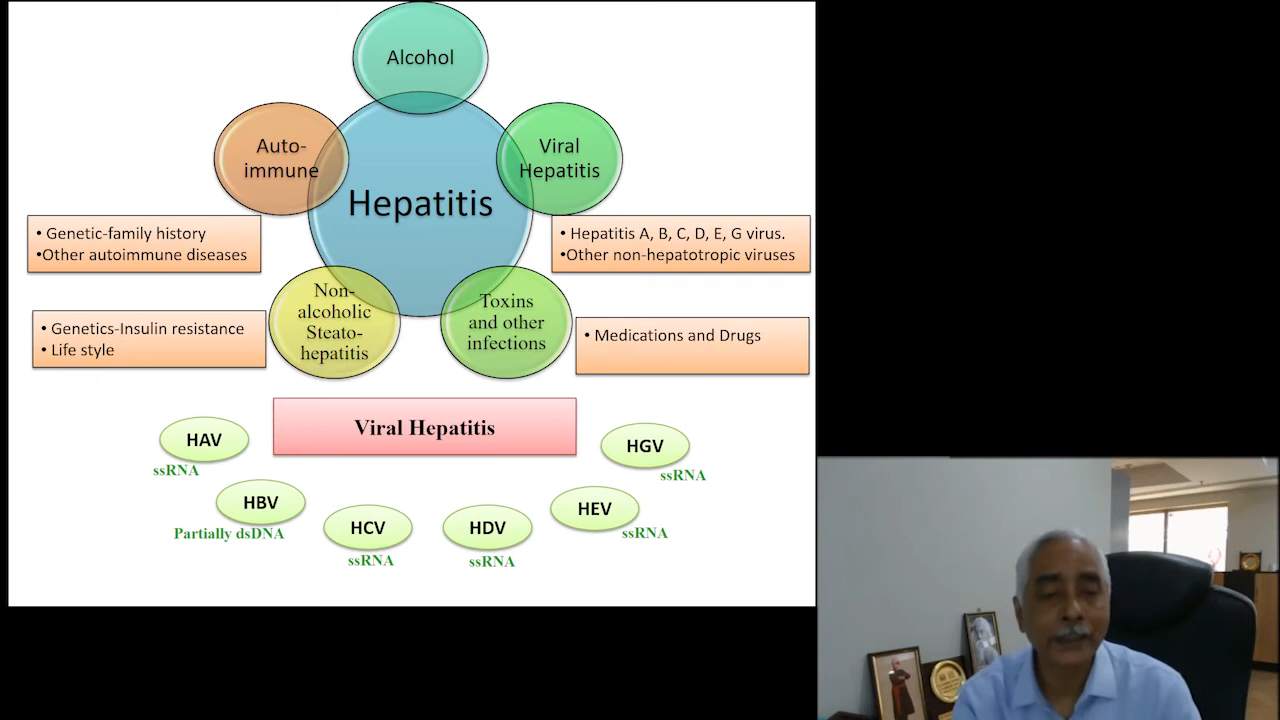 Alcohol
Auto-
immune
Viral
Hepatitis
Hepatitis
• Genetic-family history
•Other autoimmune diseases
• Hepatitis A, B, C, D, E, G virus.
•Other non-hepatotropic viruses
Non-
alcoholic
Steato-
hepatitis
Toxins
and other
infections
• Genetics-Insulin resistance
• Life style
• Medications and Drugs
Viral Hepatitis
HAV
ssRNA
HGV
ssRNA
HBV
Partially dsDNA
HCV
ssRNA
HDV
ssRNA
HEV
ssRNA